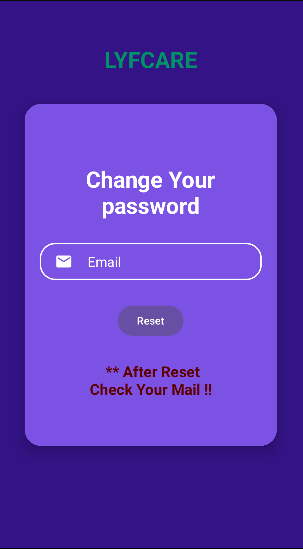 LYFCARE
Change Your
password
Email
Reset
** After Reset
Check Your Mail !!